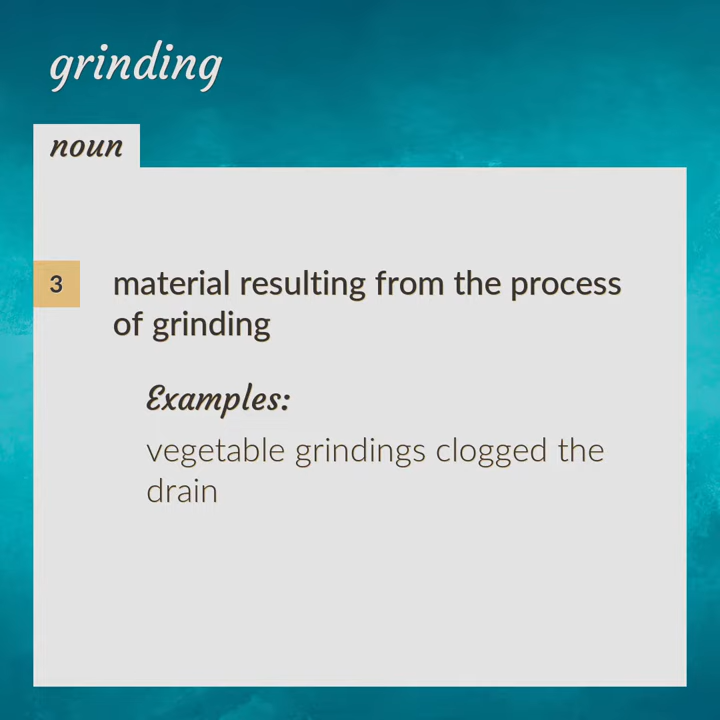 grinding
noun
3
material resulting from the process
of grinding
Examples:
vegetable grindings clogged the
drain